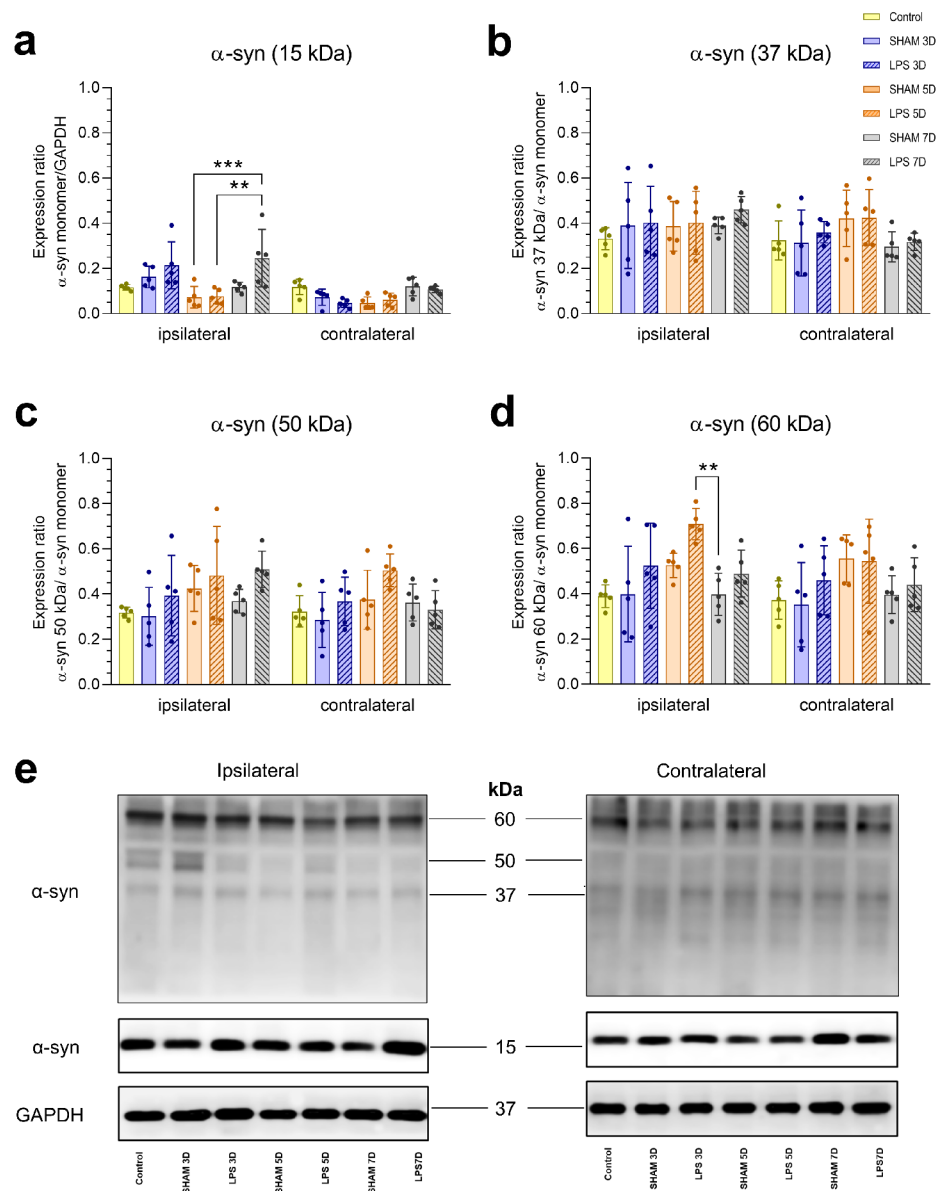 a
α-syn (15 kDa)
Expression ratio
α-syn monomer/GAPDH
1.0
0.8
0.6
0.4
0.2
0.0
***
**
ipsilateral
contralateral
b
α-syn (37 kDa)
Expression ratio
α-syn 37 kDa/ α-syn monomer
1.0
0.8
0.6
0.4
0.2
0.0
ipsilateral
contralateral
Control
SHAM 3D
LPS 3D
SHAM 5D
LPS 5D
SHAM 7D
LPS 7D
c
α-syn (50 kDa)
Expression ratio
α-syn 50 kDa/ α-syn monomer
1.0
0.8
0.6
0.4
0.2
0.0
ipsilateral
contralateral
d
α-syn (60 kDa)
Expression ratio
α-syn 60 kDa/ α-syn monomer
1.0
0.8
0.6
0.4
0.2
0.0
**
ipsilateral
contralateral
e
Ipsilateral
kDa
Contralateral
60
50
α-syn
37
α-syn
15
GAPDH
37
Control
SHAM 3D
LPS 3D
SHAM 5D
LPS 5D
SHAM 7D
LPS7D
Control
SHAM 3D
LPS 3D
SHAM 5D
LPS 5D
SHAM 7D
LPS7D